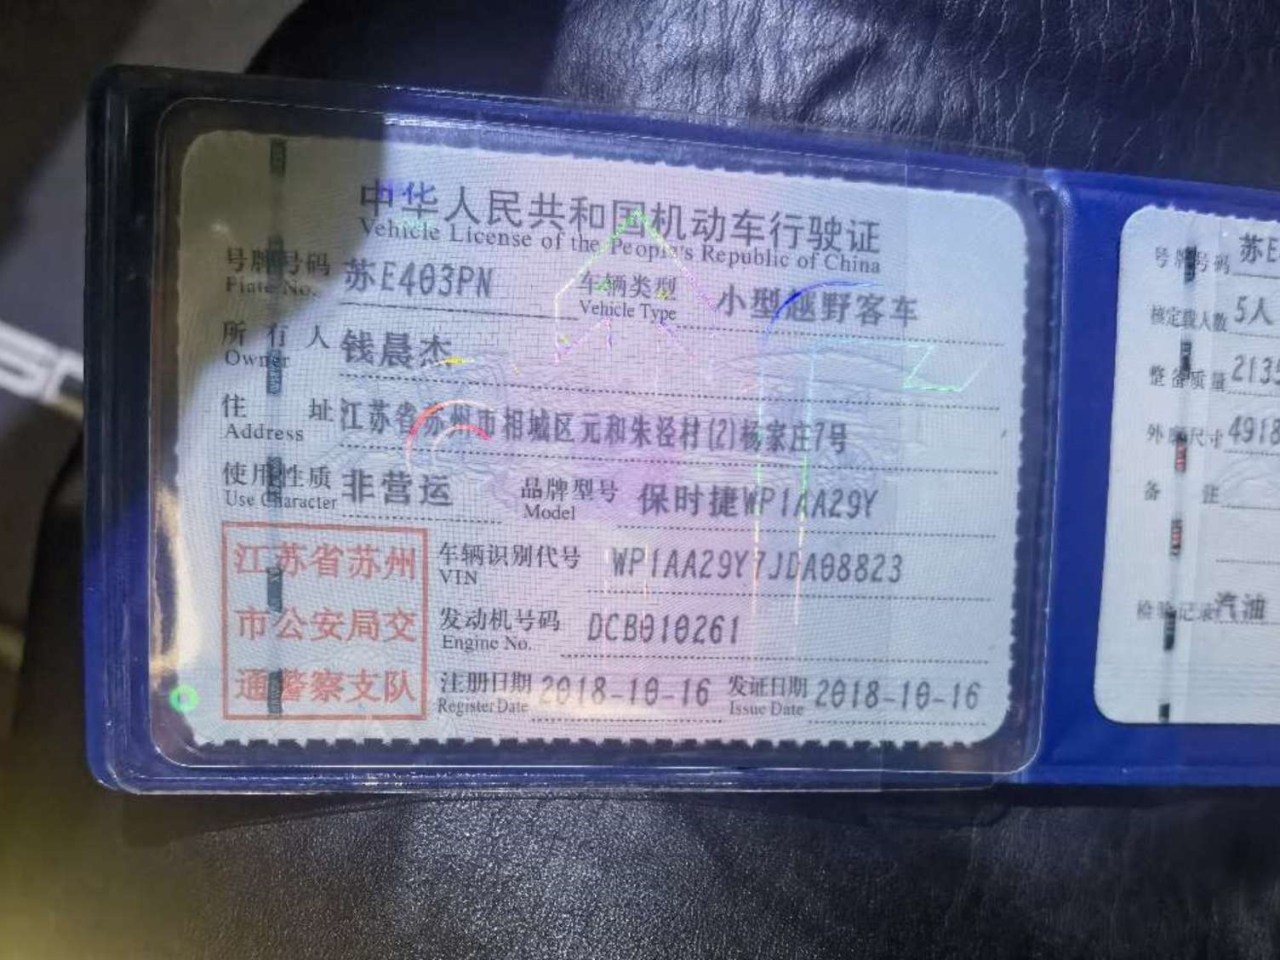 中华人民共和国机动车行驶证
Vehicle License of the People's Republic of China
号牌号码 苏E403PN 车辆类型 小型越野客车
Plate No. Vehicle Type
所有人 钱晨杰
Owner
住址 江苏省苏州市相城区元和朱泾村(2)杨家庄7号
Address
使用性质 非营运 品牌型号 保时捷WP1AA29Y
Use Character Model
江苏省苏州
市公安局交
通警察支队
车辆识别代号 WP1AA29Y7JDA08823
VIN
发动机号码 DCB010261
Engine No.
注册日期 2018-10-16 发证日期 2018-10-16
Register Date Issue Date
号牌号码 苏E
核定载人数 5人
整备质量 213
外廓尺寸 4918
备注
检验记录 汽油